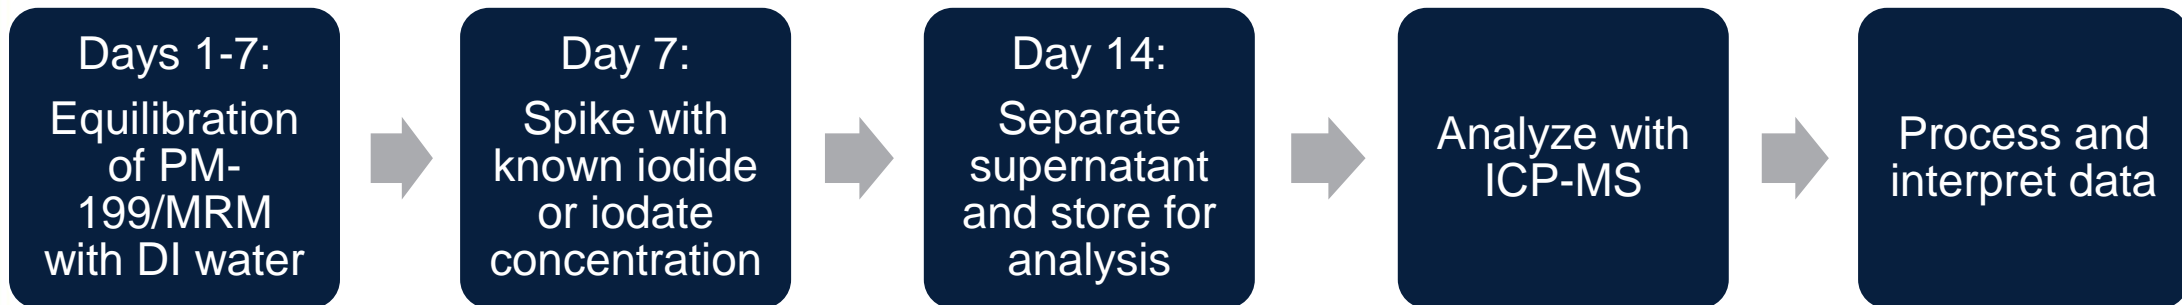 Days 1-7:
Equilibration
of PM-
199/MRM
with DI water
Day 7:
Spike with
known iodide
or iodate
concentration
Day 14:
Separate
supernatant
and store for
analysis
Analyze with
ICP-MS
Process and
interpret data